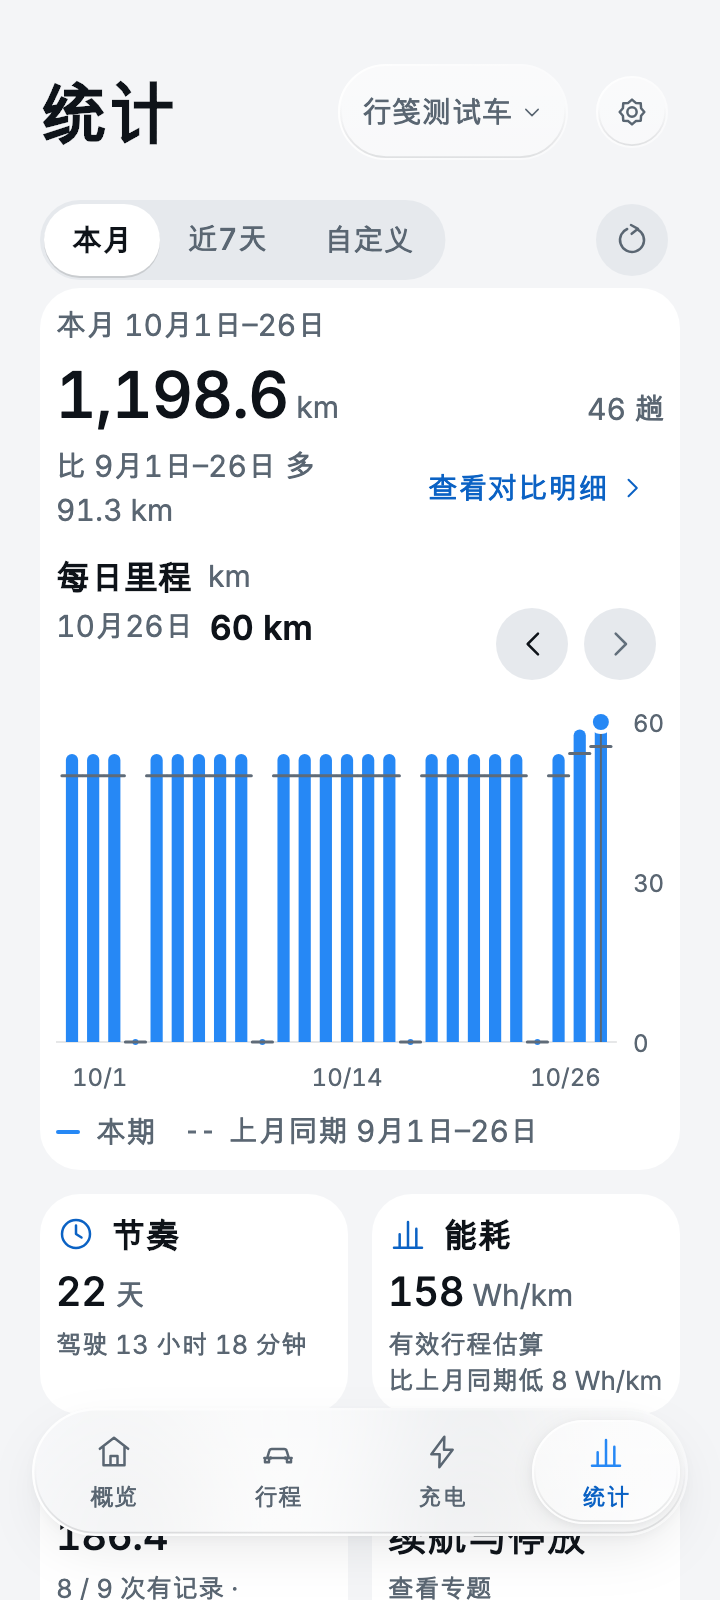 统计
行笺测试车
本月 近7天 自定义
本月 10月1日–26日
1,198.6 km
46 趟
比 9月1日–26日 多
91.3 km
查看对比明细
每日里程 km
10月26日 60 km
60
30
0
10/1 10/14 10/26
本期 -- 上月同期 9月1日–26日
节奏
22 天
驾驶 13 小时 18 分钟
能耗
158 Wh/km
有效行程估算
比上月同期低 8 Wh/km
概览 行程 充电 统计
186.4
8 / 9 次有记录 ·
续航与停放
查看专题